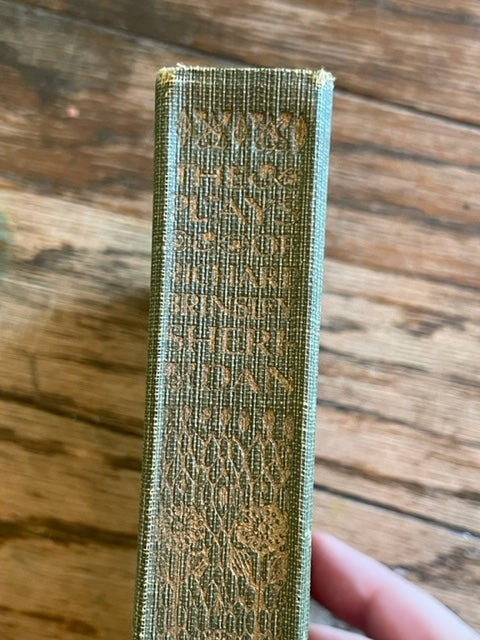 THE
PLAYS
OF
RICHARD
BRINSLEY
SHERI
DAN